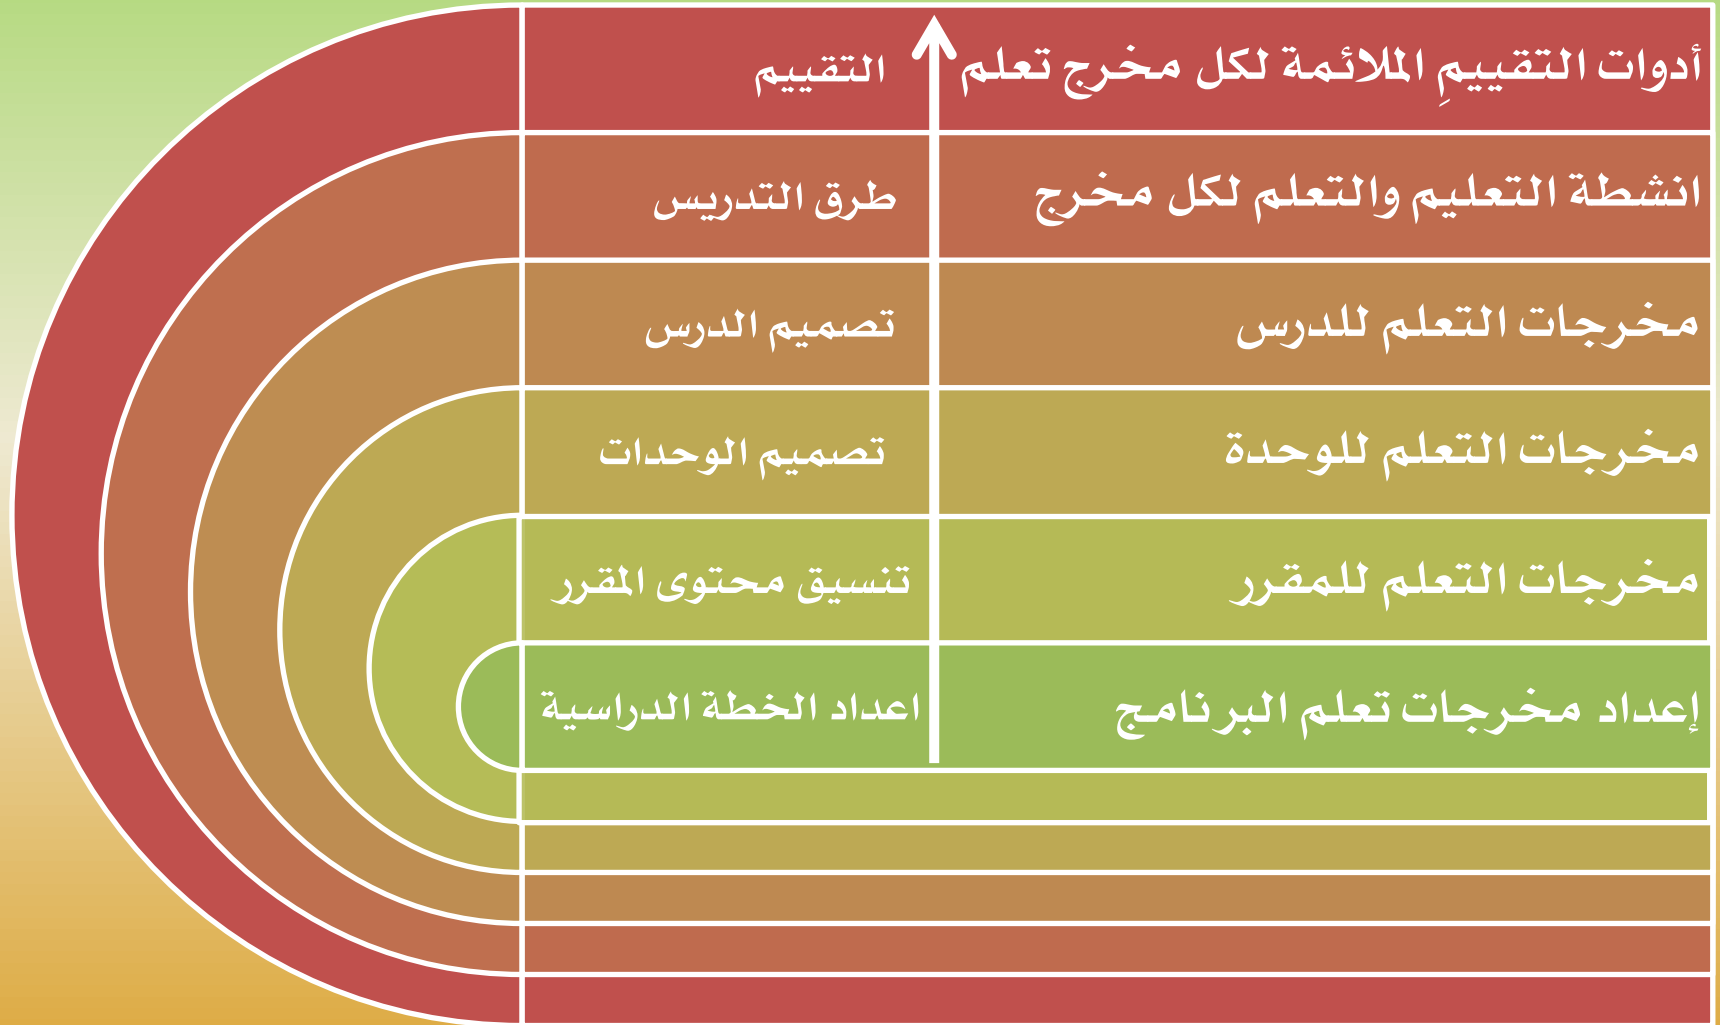 أدوات التقييمِ الملائمة لكل مخرج تعلم
التقييم
انشطة التعليم والتعلم لكل مخرج
طرق التدريس
مخرجات التعلم للدرس
تصميم الدرس
مخرجات التعلم للوحدة
تصميم الوحدات
مخرجات التعلم للمقرر
تنسيق محتوى المقرر
إعداد مخرجات تعلم البرنامج
اعداد الخطة الدراسية